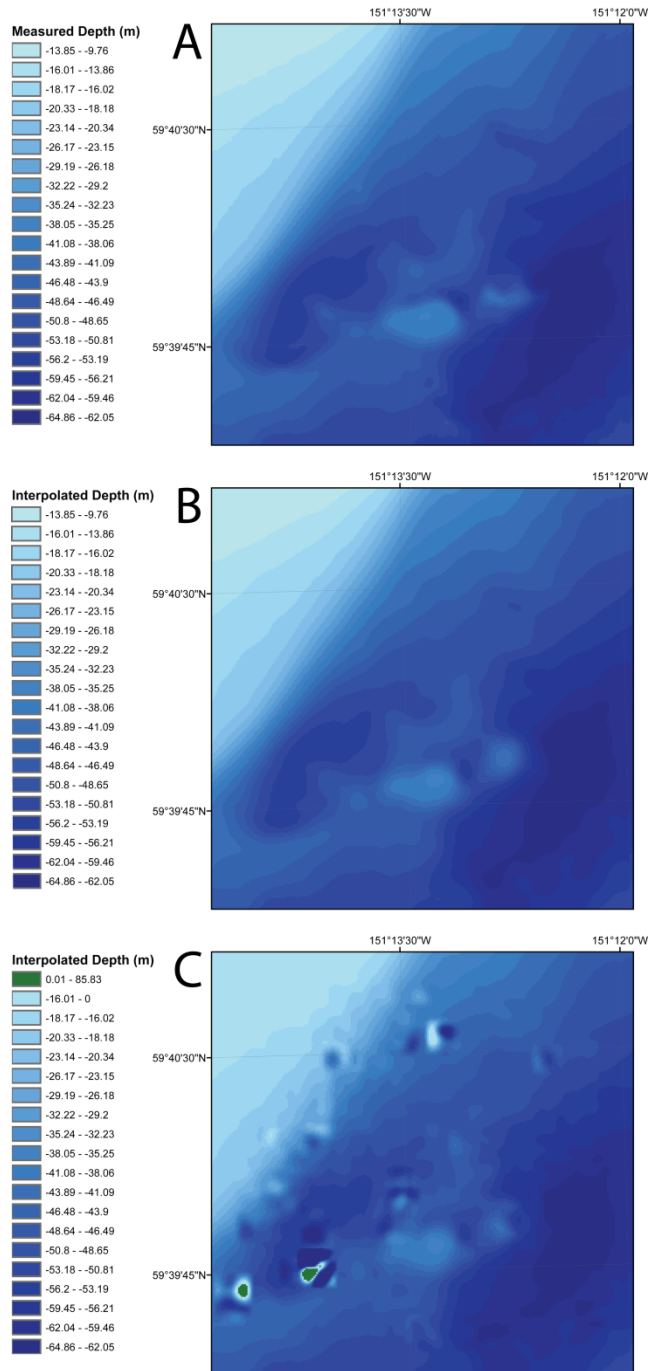 Measured Depth (m)
-13.85 - -9.76
-16.01 - -13.86
-18.17 - -16.02
-20.33 - -18.18
-23.14 - -20.34
-26.17 - -23.15
-29.19 - -26.18
-32.22 - -29.2
-35.24 - -32.23
-38.05 - -35.25
-41.08 - -38.06
-43.89 - -41.09
-46.48 - -43.9
-48.64 - -46.49
-50.8 - -48.65
-53.18 - -50.81
-56.2 - -53.19
-59.45 - -56.21
-62.04 - -59.46
-64.86 - -62.05
A
151°13'30"W
151°12'0"W
59°40'30"N
59°39'45"N
Interpolated Depth (m)
-13.85 - -9.76
-16.01 - -13.86
-18.17 - -16.02
-20.33 - -18.18
-23.14 - -20.34
-26.17 - -23.15
-29.19 - -26.18
-32.22 - -29.2
-35.24 - -32.23
-38.05 - -35.25
-41.08 - -38.06
-43.89 - -41.09
-46.48 - -43.9
-48.64 - -46.49
-50.8 - -48.65
-53.18 - -50.81
-56.2 - -53.19
-59.45 - -56.21
-62.04 - -59.46
-64.86 - -62.05
B
151°13'30"W
151°12'0"W
59°40'30"N
59°39'45"N
Interpolated Depth (m)
0.01 - 85.83
-16.01 - 0
-18.17 - -16.02
-20.33 - -18.18
-23.14 - -20.34
-26.17 - -23.15
-29.19 - -26.18
-32.22 - -29.2
-35.24 - -32.23
-38.05 - -35.25
-41.08 - -38.06
-43.89 - -41.09
-46.48 - -43.9
-48.64 - -46.49
-50.8 - -48.65
-53.18 - -50.81
-56.2 - -53.19
-59.45 - -56.21
-62.04 - -59.46
-64.86 - -62.05
C
151°13'30"W
151°12'0"W
59°40'30"N
59°39'45"N